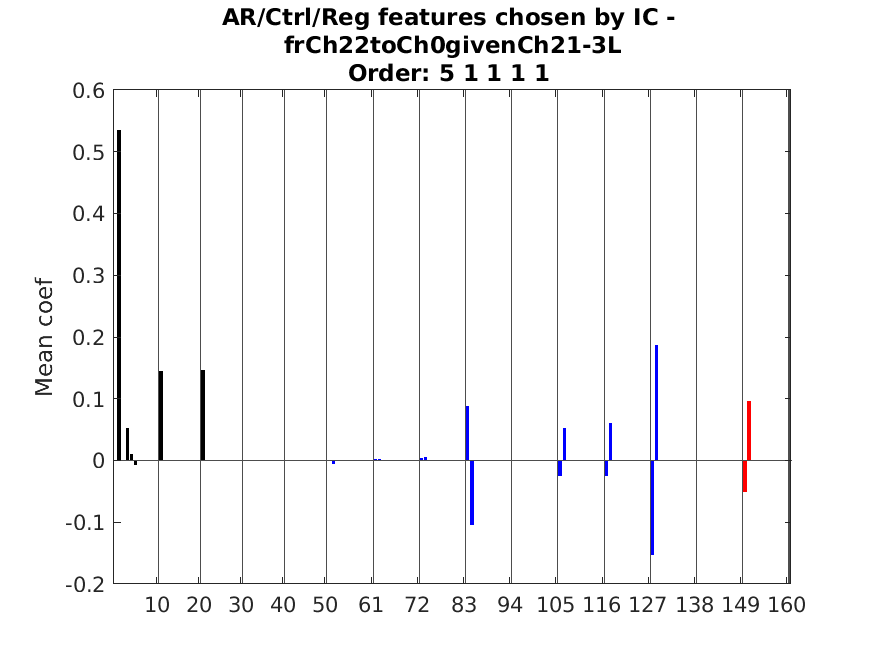 AR/Ctrl/Reg features chosen by IC -
frCh22toCh0givenCh21-3L
Order: 5 1 1 1 1
0.6
0.5
0.4
0.3
0.2
0.1
0
-0.1
-0.2
Mean coef
10 20 30 40 50 61 72 83 94 105 116 127 138 149 160